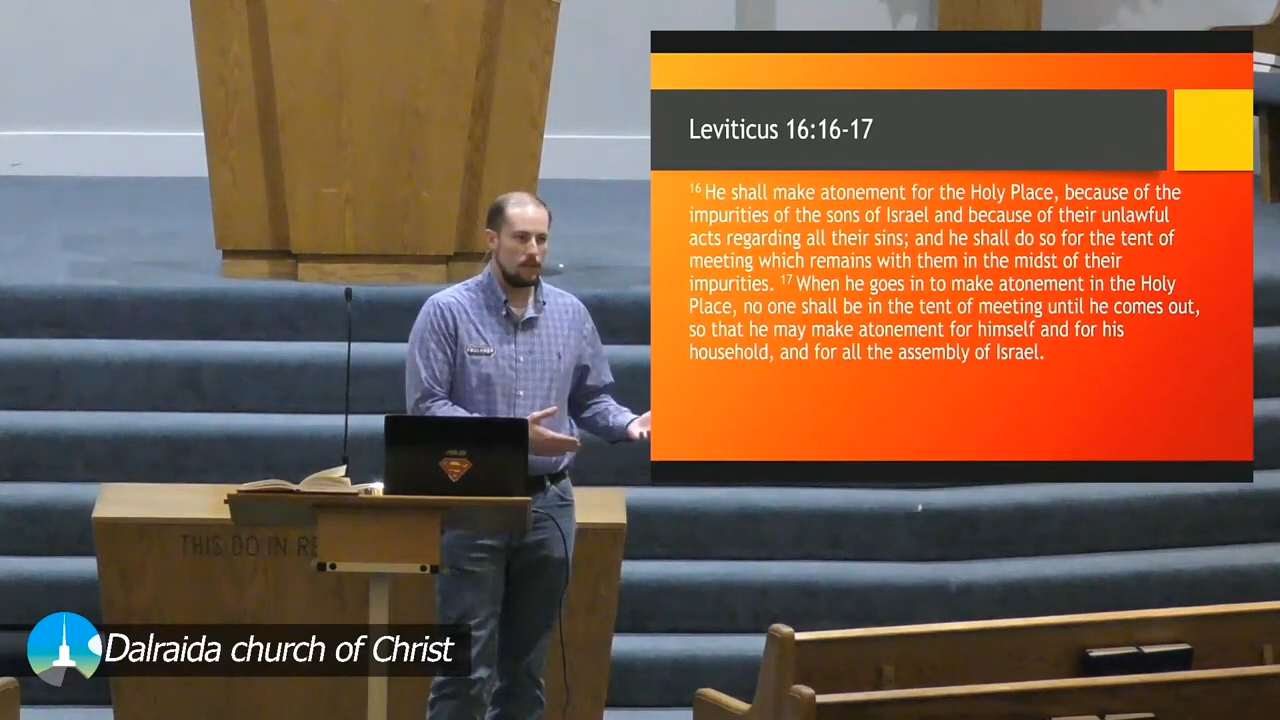 Leviticus 16:16-17
16 He shall make atonement for the Holy Place, because of the
impurities of the sons of Israel and because of their unlawful
acts regarding all their sins; and he shall do so for the tent of
meeting which remains with them in the midst of their
impurities. 17 When he goes in to make atonement in the Holy
Place, no one shall be in the tent of meeting until he comes out,
so that he may make atonement for himself and for his
household, and for all the assembly of Israel.
ASUS
THIS DO IN RE
Dalraida church of Christ